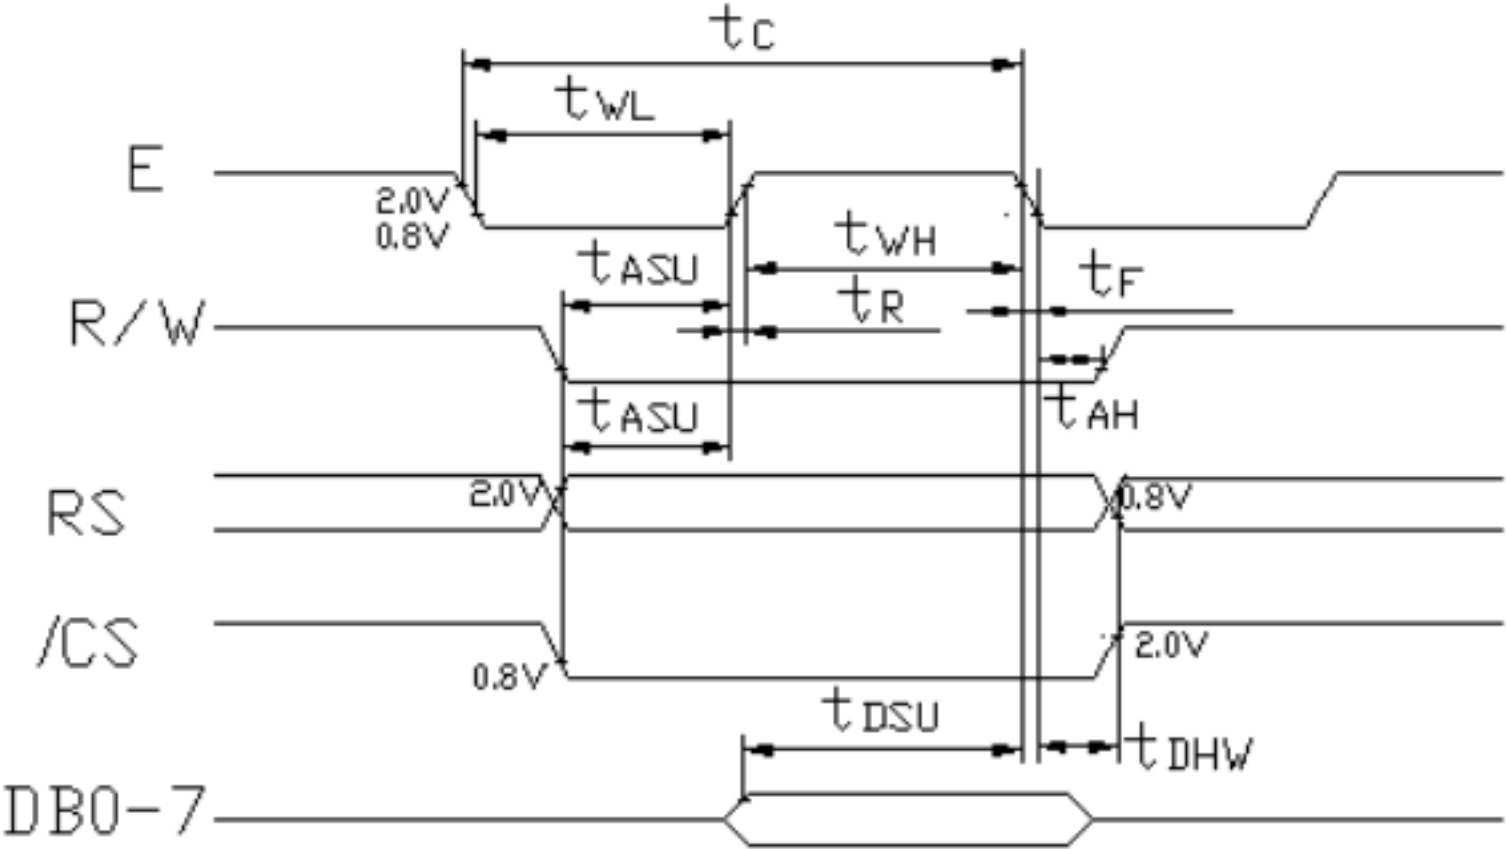 tC
tWL
E
2.0V
0.8V
tWH
tASU
tF
tR
R/W
tASU
tAH
2.0V
0.8V
RS
/CS
2.0V
0.8V
tDSU
tDHW
DB0-7